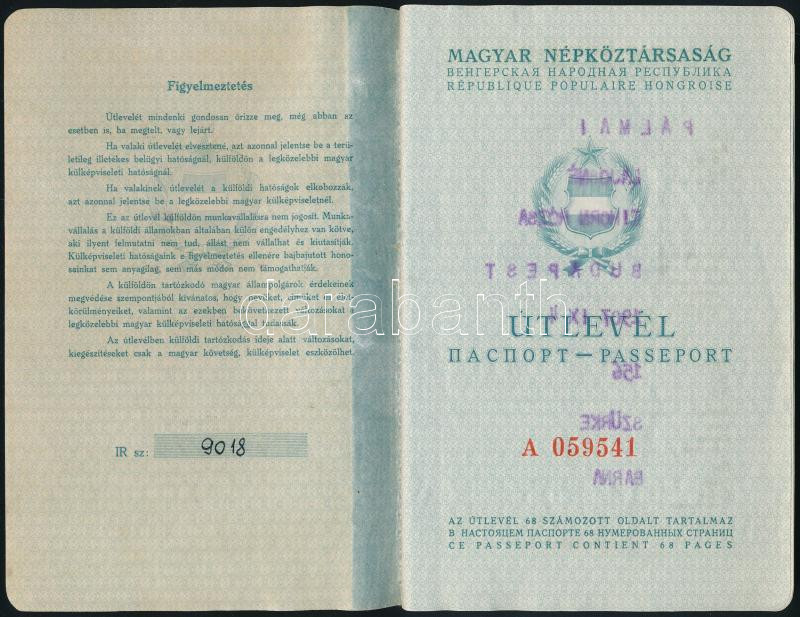 Figyelmeztetés
Útlevelét mindenki gondosan őrizze meg, még abban az
esetben is, ha megtelt, vagy lejárt.
Ha valaki útlevelét elvesztené, azt azonnal jelentse be a terü-
letileg illetékes belügyi hatóságnál, külföldön a legközelebbi magyar
külképviseleti hatóságnál.
Ha valakinek útlevelét a külföldi hatóságok elkobozzák,
azt azonnal jelentse be a legközelebbi magyar külképviseletnél.
Ez az útlevél külföldön munkavállalásra nem jogosít. Munka-
vállalás a külföldi államokban általában külön engedélyhez van kötve,
aki ilyent felmutatni nem tud, állást nem vállalhat és kiutasítják.
Külképviseleti hatóságaink e figyelmeztetés ellenére bajbajutott hono-
sainkat sem anyagilag, sem más módon nem támogathatják.
A külföldön tartózkodó magyar állampolgárok érdekeinek
megvédése szempontjából kívánatos, hogy nevüket, címüket és élet-
körülményeiket, valamint az ezekben bekövetkezett változásokat a
legközelebbi magyar külképviseleti hatósággal tudassák.
Az útlevélben külföldi tartózkodás ideje alatt változásokat,
kiegészítéseket csak a magyar követség, külképviselet eszközölhet.
IR sz: 9018
MAGYAR NÉPKÖZTÁRSASÁG
ВЕНГЕРСКАЯ НАРОДНАЯ РЕСПУБЛИКА
RÉPUBLIQUE POPULAIRE HONGROISE
PÁLMAI
LAJOSNÉ
RÓZSA
BUDAPEST
ÚTLEVÉL
ПАСПОРТ — PASSEPORT
156
SZÜRKE
A 059541
BARNA
AZ ÚTLEVÉL 68 SZÁMOZOTT OLDALT TARTALMAZ
В НАСТОЯЩЕМ ПАСПОРТЕ 68 НУМЕРОВАННЫХ СТРАНИЦ
CE PASSEPORT CONTIENT 68 PAGES
darabanth